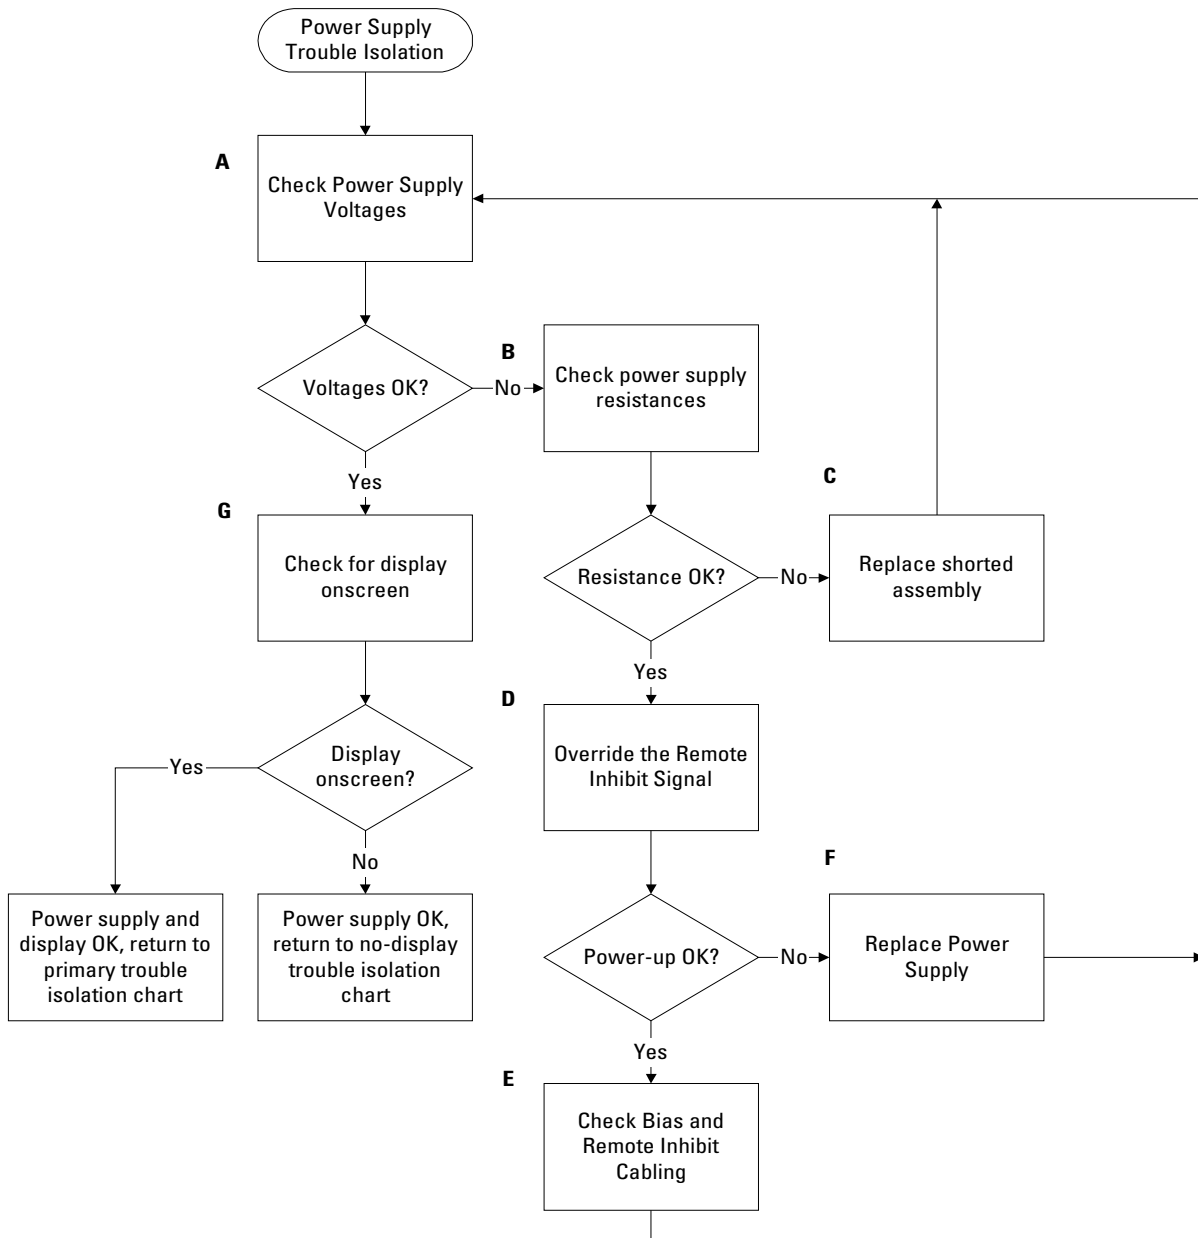 Power Supply
Trouble Isolation
A
Check Power Supply
Voltages
Voltages OK?
No
B
Check power supply
resistances
Yes
G
Check for display
onscreen
Resistance OK?
No
C
Replace shorted
assembly
Yes
D
Override the Remote
Inhibit Signal
Display
onscreen?
Yes
No
Power supply and
display OK, return to
primary trouble
isolation chart
Power supply OK,
return to no-display
trouble isolation
chart
Power-up OK?
No
F
Replace Power
Supply
Yes
E
Check Bias and
Remote Inhibit
Cabling